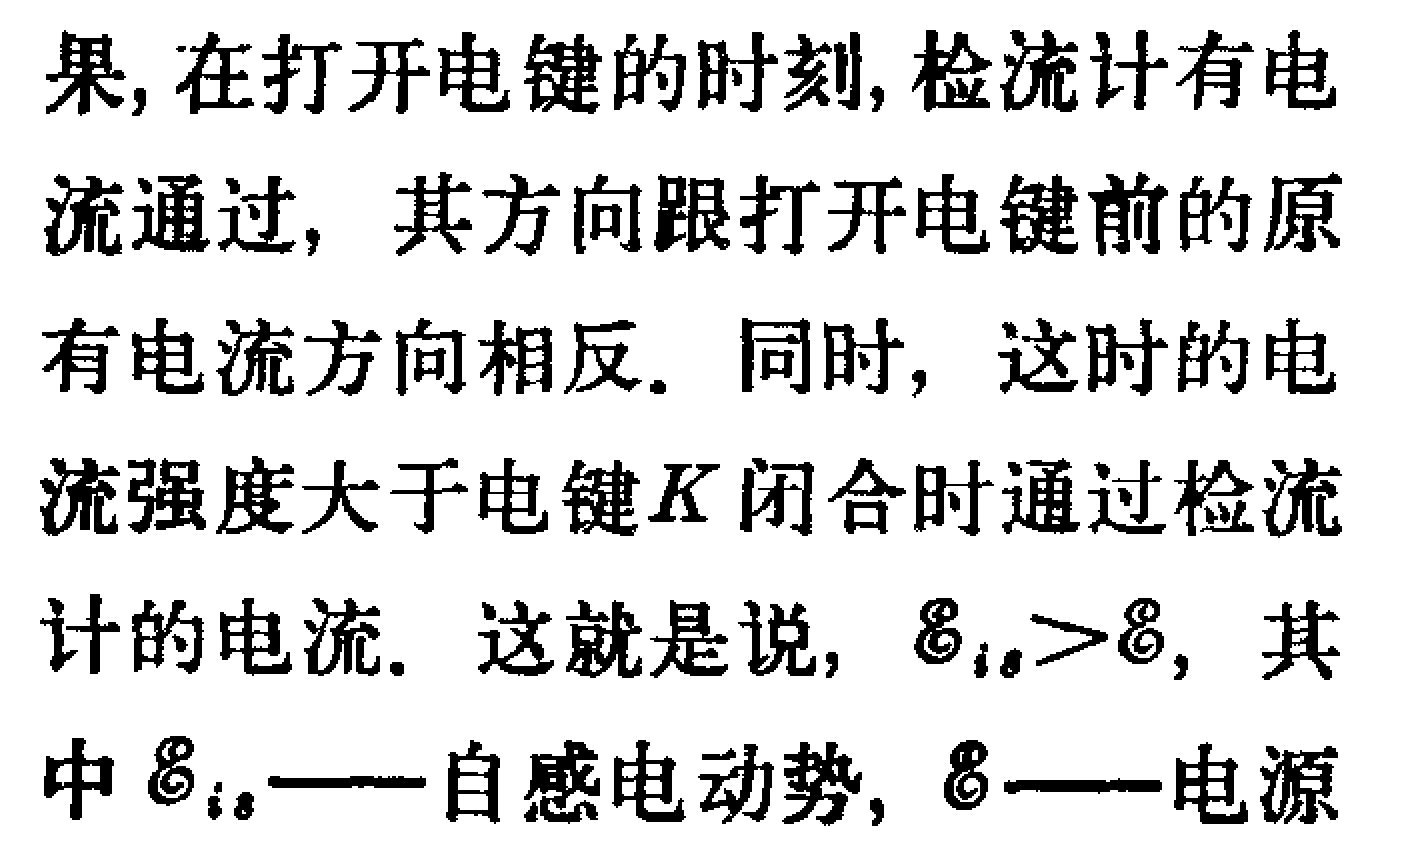 果,在打开电键的时刻,检流计有电
流通过, 其方向跟打开电键前的原
有电流方向相反. 同时, 这时的电
流强度大于电键K闭合时通过检流
计的电流. 这就是说, ℰis>ℰ, 其
中ℰis——自感电动势, ℰ——电源